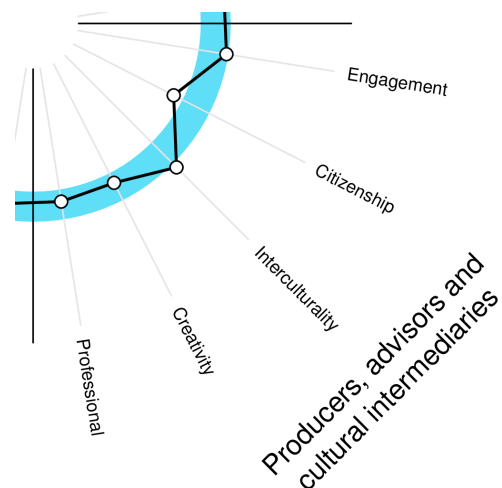 Engagement
Citizenship
Interculturality
Creativity
Professional
Producers, advisors and
cultural intermediaries